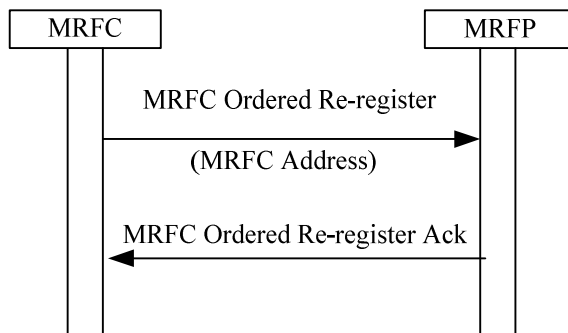 MRFC
MRFP
MRFC Ordered Re-register
(MRFC Address)
MRFC Ordered Re-register Ack